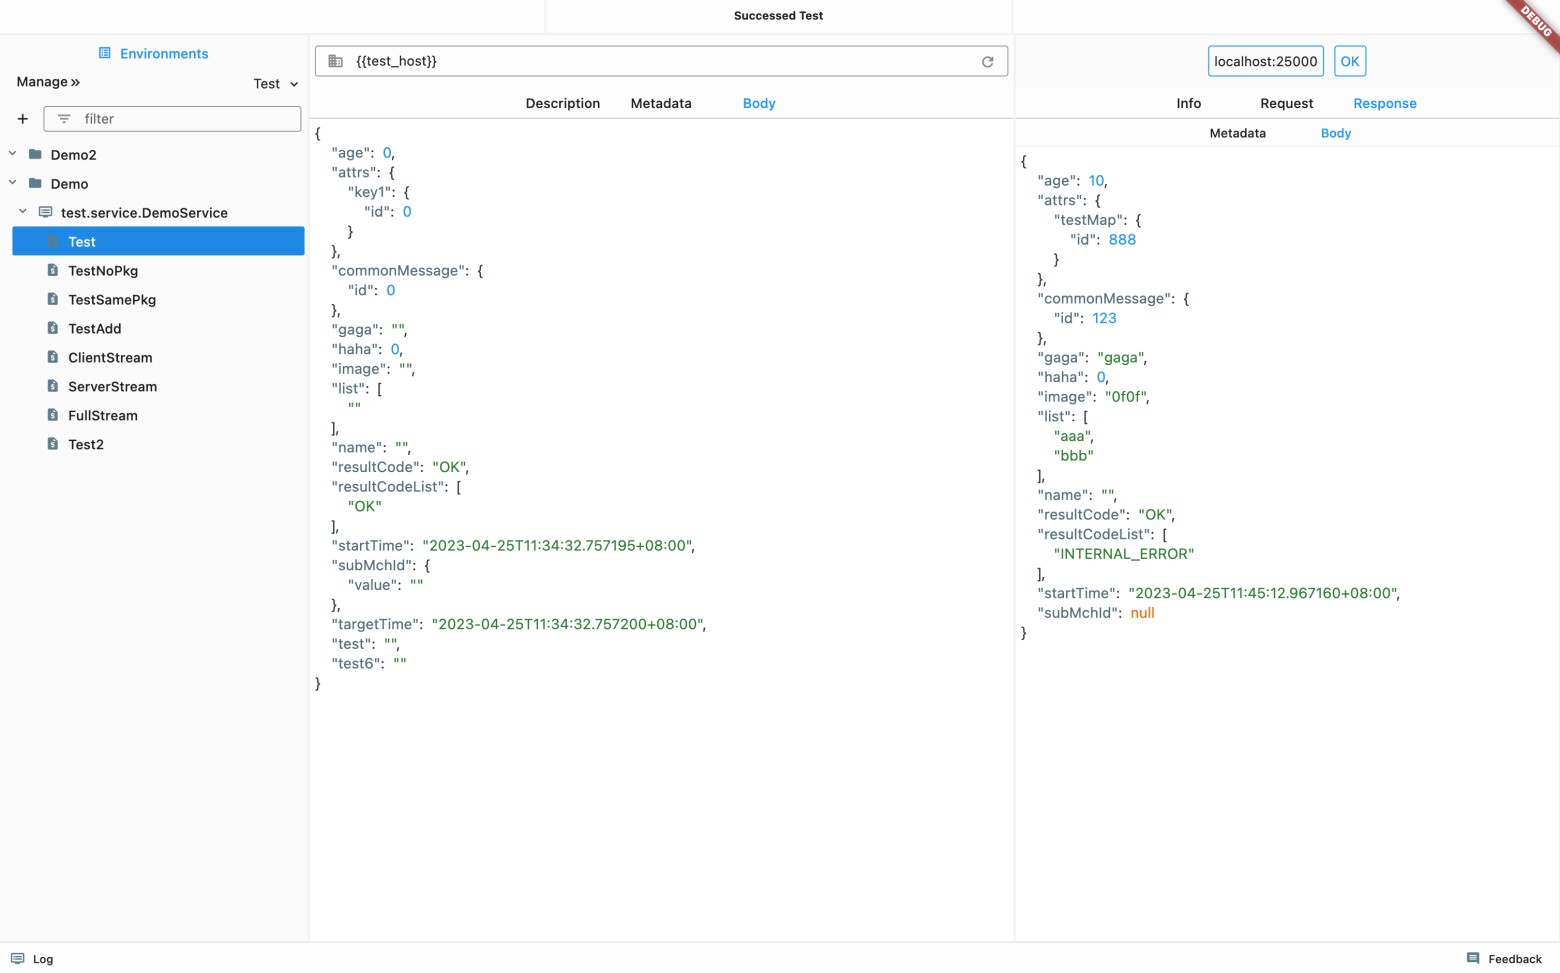 Successed Test
DEBUG
Environments
Manage »
Test
filter
Demo2
Demo
test.service.DemoService
Test
TestNoPkg
TestSamePkg
TestAdd
ClientStream
ServerStream
FullStream
Test2
{{test_host}}
Description Metadata Body
{
"age": 0,
"attrs": {
"key1": {
"id": 0
}
},
"commonMessage": {
"id": 0
},
"gaga": "",
"haha": 0,
"image": "",
"list": [
""
],
"name": "",
"resultCode": "OK",
"resultCodeList": [
"OK"
],
"startTime": "2023-04-25T11:34:32.757195+08:00",
"subMchId": {
"value": ""
},
"targetTime": "2023-04-25T11:34:32.757200+08:00",
"test": "",
"test6": ""
}
localhost:25000 OK
Info Request Response
Metadata Body
{
"age": 10,
"attrs": {
"testMap": {
"id": 888
}
},
"commonMessage": {
"id": 123
},
"gaga": "gaga",
"haha": 0,
"image": "0f0f",
"list": [
"aaa",
"bbb"
],
"name": "",
"resultCode": "OK",
"resultCodeList": [
"INTERNAL_ERROR"
],
"startTime": "2023-04-25T11:45:12.967160+08:00",
"subMchId": null
}
Log
Feedback